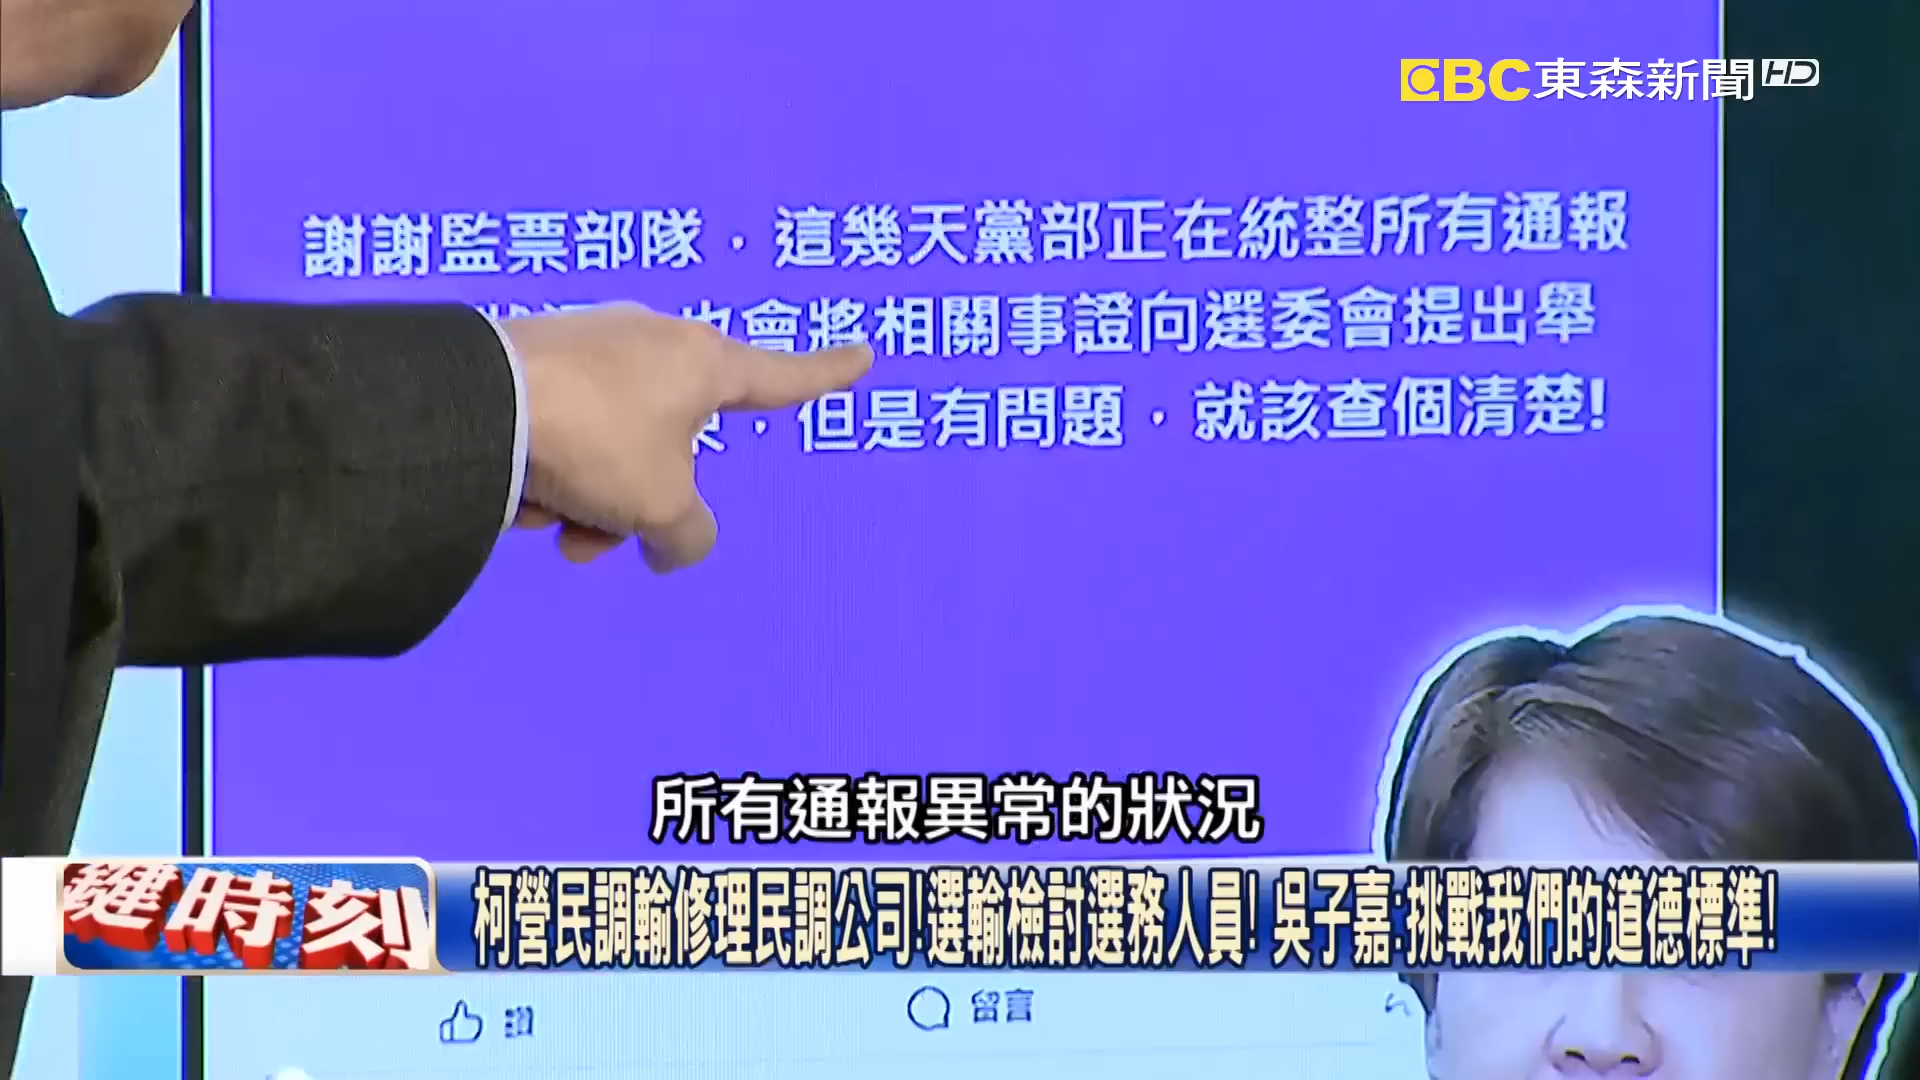 EBC東森新聞HD
謝謝監票部隊，這幾天黨部正在統整所有通報
也會將相關事證向選委會提出舉
，但是有問題，就該查個清楚!
所有通報異常的狀況
鍵時刻
柯營民調輸修理民調公司!選輸檢討選務人員! 吳子嘉:挑戰我們的道德標準!
讚
留言